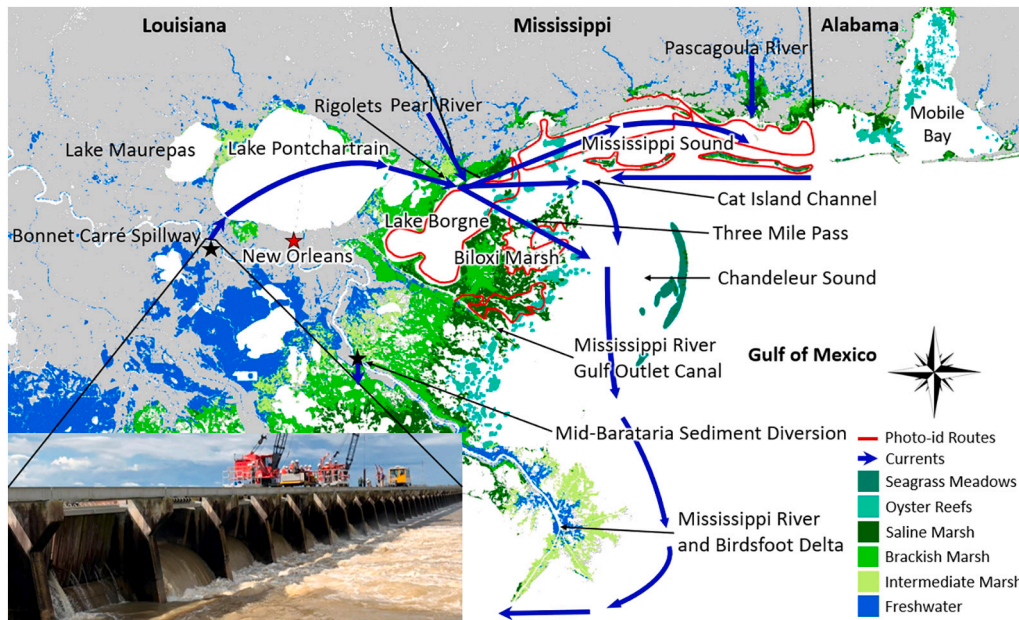 Louisiana
Mississippi
Alabama
Pascagoula River
Rigolets
Pearl River
Mobile
Bay
Lake Maurepas
Lake Pontchartrain
Mississippi Sound
Cat Island Channel
Lake Borgne
Three Mile Pass
Bonnet Carré Spillway
New Orleans
Biloxi Marsh
Chandeleur Sound
Mississippi River
Gulf Outlet Canal
Gulf of Mexico
Mid-Barataria Sediment Diversion
Mississippi River
and Birdsfoot Delta
Photo-id Routes
Currents
Seagrass Meadows
Oyster Reefs
Saline Marsh
Brackish Marsh
Intermediate Marsh
Freshwater